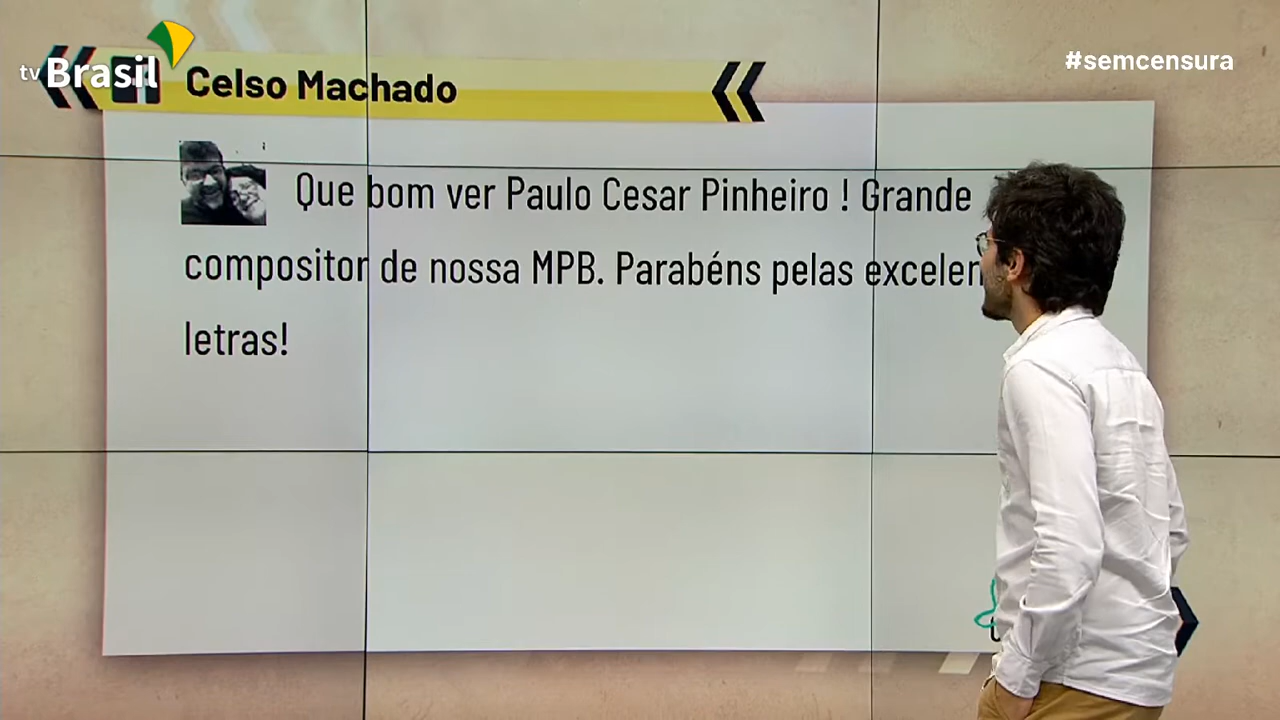 tv Brasil
#semcensura
Celso Machado
Que bom ver Paulo Cesar Pinheiro ! Grande
compositor de nossa MPB. Parabéns pelas
letras!